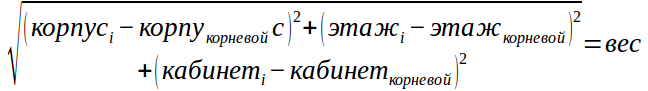 √(корпусᵢ − корпу_корневой с)² + (этажᵢ − этаж_корневой)² = вес
+ (кабинетᵢ − кабинет_корневой)²